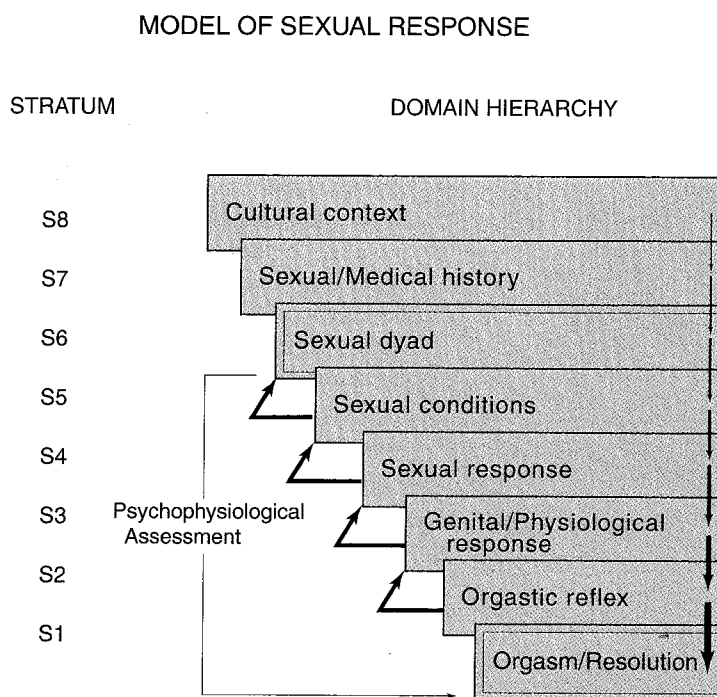 MODEL OF SEXUAL RESPONSE
STRATUM
DOMAIN HIERARCHY
S8
Cultural context
S7
Sexual/Medical history
S6
Sexual dyad
S5
Sexual conditions
S4
Sexual response
S3
Psychophysiological
Assessment
Genital/Physiological
response
S2
Orgastic reflex
S1
Orgasm/Resolution